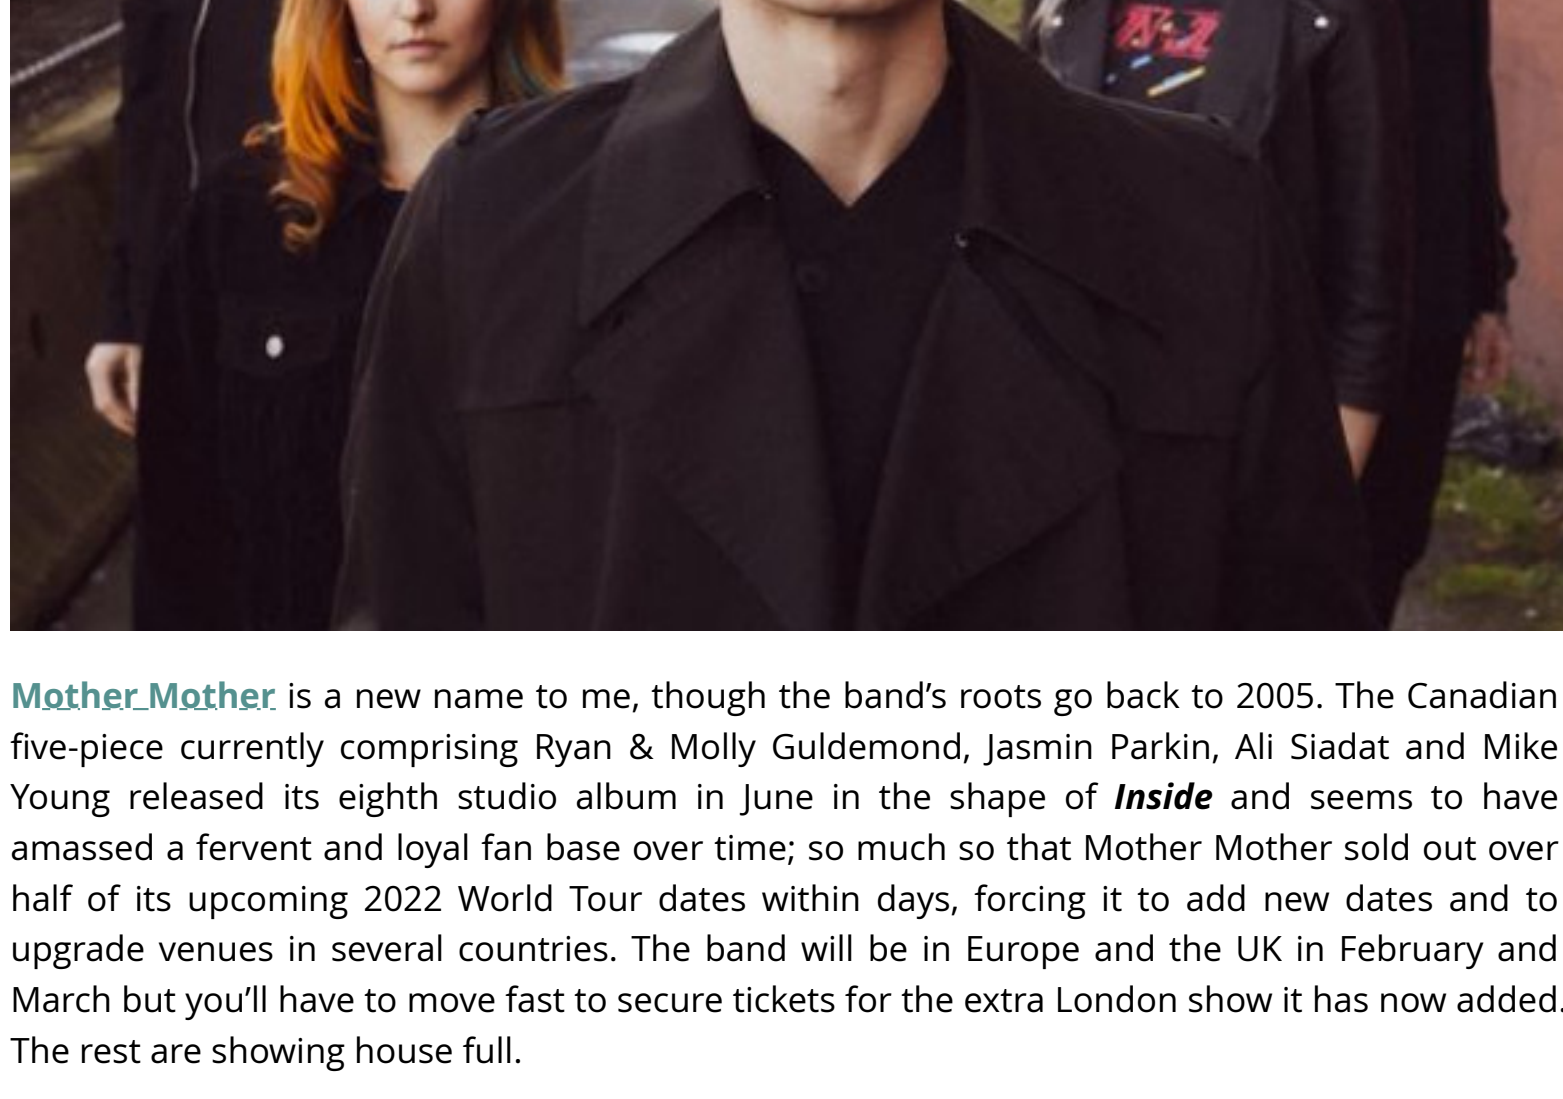 Mother Mother is a new name to me, though the band’s roots go back to 2005. The Canadian
five-piece currently comprising Ryan & Molly Guldemond, Jasmin Parkin, Ali Siadat and Mike
Young released its eighth studio album in June in the shape of Inside and seems to have
amassed a fervent and loyal fan base over time; so much so that Mother Mother sold out over
half of its upcoming 2022 World Tour dates within days, forcing it to add new dates and to
upgrade venues in several countries. The band will be in Europe and the UK in February and
March but you’ll have to move fast to secure tickets for the extra London show it has now added.
The rest are showing house full.